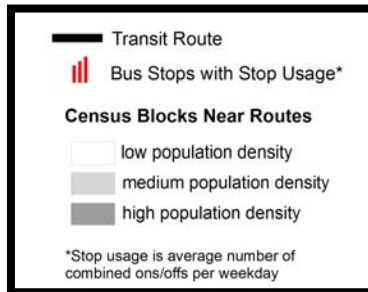 Transit Route
Bus Stops with Stop Usage*
Census Blocks Near Routes
low population density
medium population density
high population density
*Stop usage is average number of
combined ons/offs per weekday